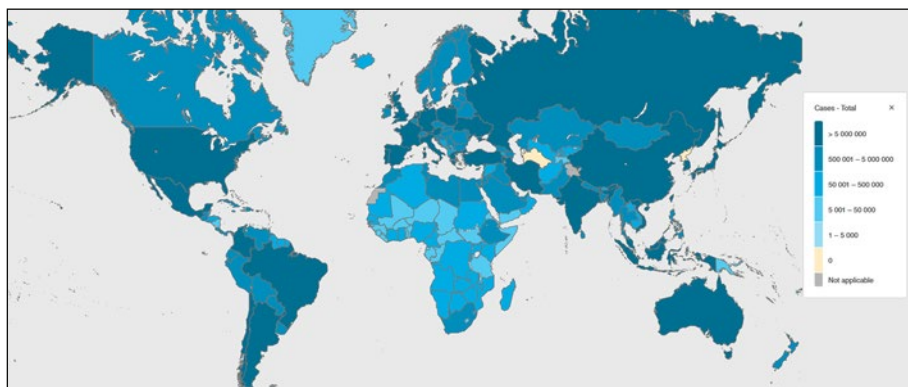 Cases - Total ×
> 5 000 000
500 001 – 5 000 000
50 001 – 500 000
5 001 – 50 000
1 – 5 000
0
Not applicable